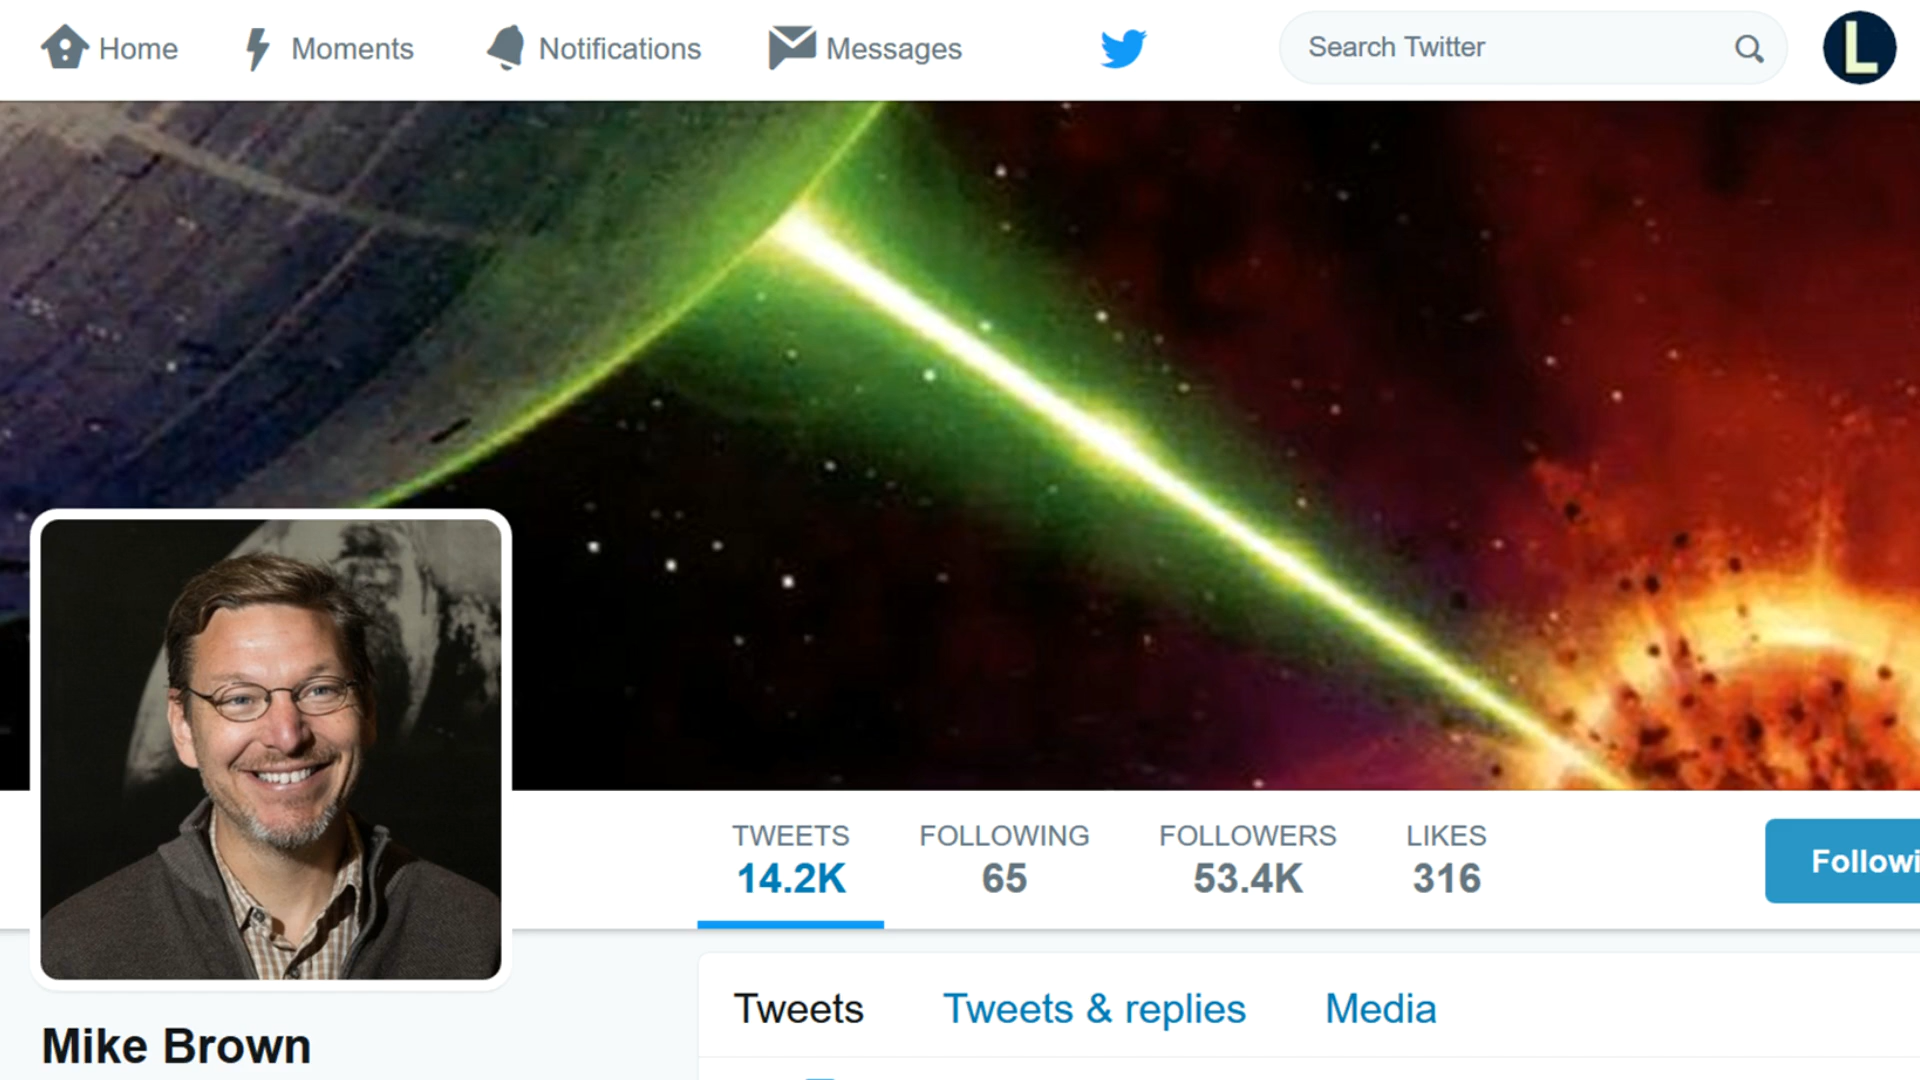 Home Moments Notifications Messages Search Twitter L
TWEETS FOLLOWING FOLLOWERS LIKES
14.2K 65 53.4K 316
Followi
Tweets Tweets & replies Media
Mike Brown